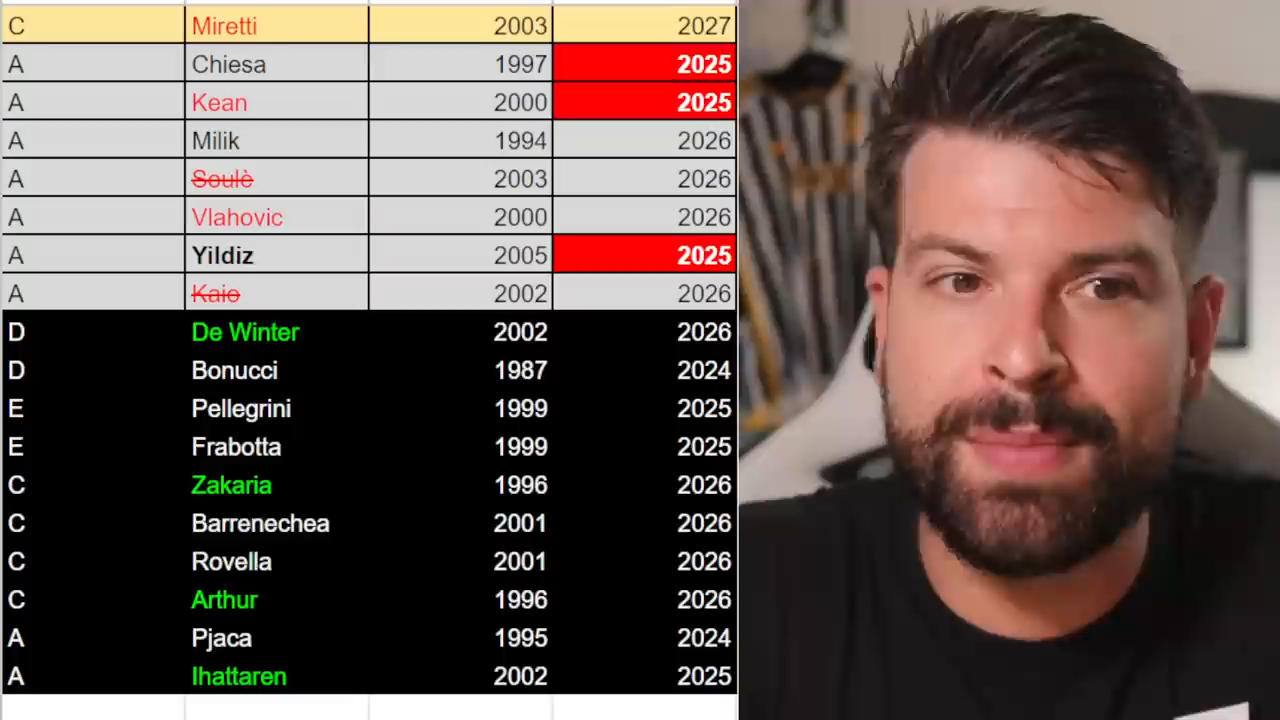 C Miretti 2003 2027
A Chiesa 1997 2025
A Kean 2000 2025
A Milik 1994 2026
A Soulè 2003 2026
A Vlahovic 2000 2026
A Yildiz 2005 2025
A Kaio 2002 2026
D De Winter 2002 2026
D Bonucci 1987 2024
E Pellegrini 1999 2025
E Frabotta 1999 2025
C Zakaria 1996 2026
C Barrenechea 2001 2026
C Rovella 2001 2026
C Arthur 1996 2026
A Pjaca 1995 2024
A Ihattaren 2002 2025